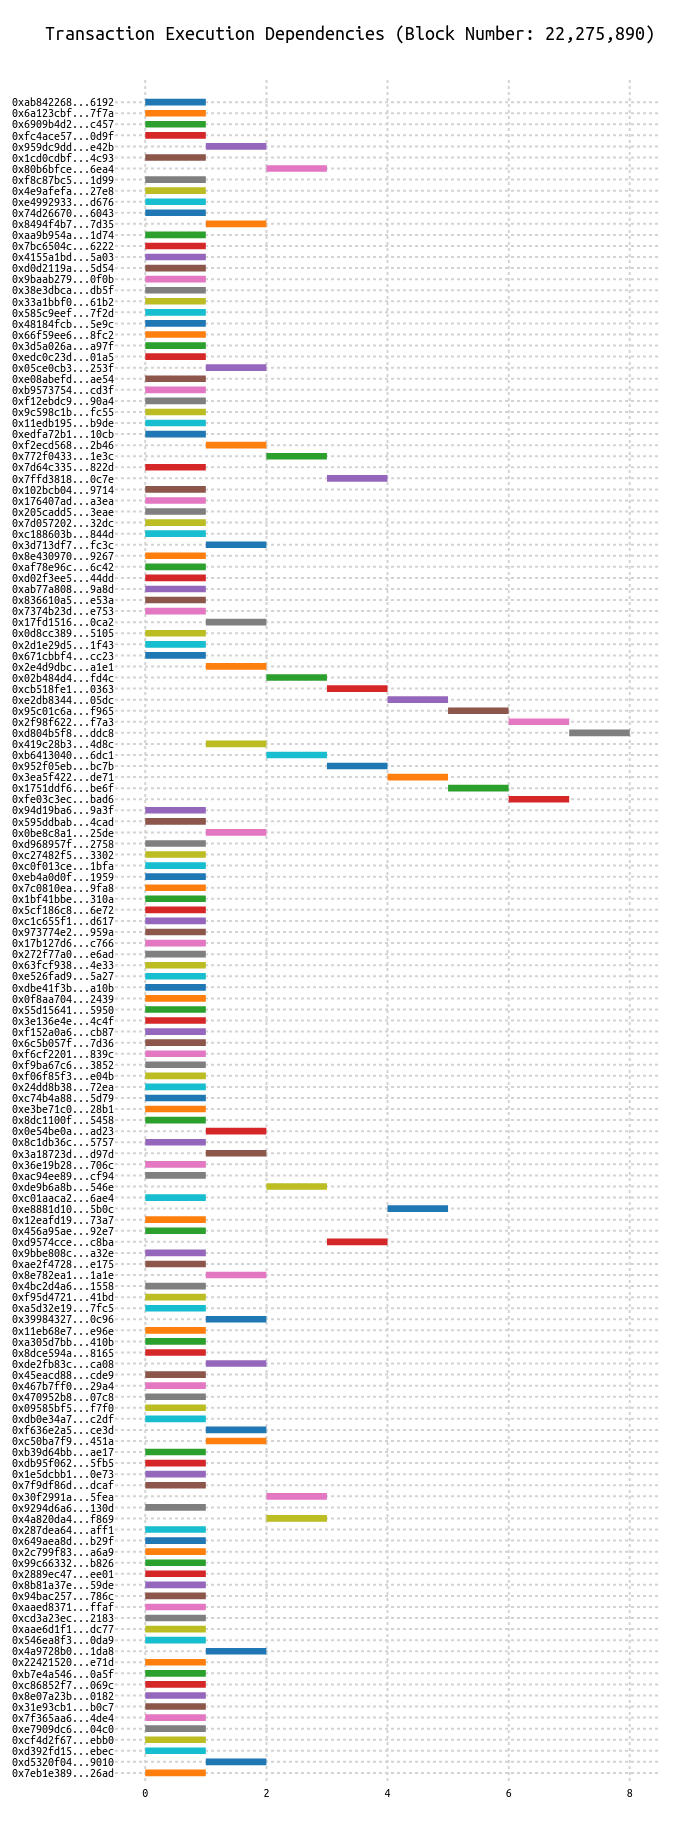 Transaction Execution Dependencies (Block Number: 22,275,890)
0xab842268...6192
0x6a123cbf...7f7a
0x6909b4d2...c457
0xfc4ace57...0d9f
0x959dc9dd...e42b
0x1cd0cdbf...4c93
0x80b6bfce...6ea4
0xf8c87bc5...1d99
0x4e9afefa...27e8
0xe4992933...d676
0x74d26670...6043
0x8494f4b7...7d35
0xaa9b954a...1d74
0x7bc6504c...6222
0x4155a1bd...5a03
0xd0d2119a...5d54
0x9baab279...0f0b
0x38e3dbca...db5f
0x33a1bbf0...61b2
0x585c9eef...7f2d
0x48184fcb...5e9c
0x66f59ee6...8fc2
0x3d5a026a...a97f
0xedc0c23d...01a5
0x05ce0cb3...253f
0xe08abefd...ae54
0xb9573754...cd3f
0xf12ebdc9...90a4
0x9c598c1b...fc55
0x11edb195...b9de
0xedfa72b1...10cb
0xf2ecd568...2b46
0x772f0433...1e3c
0x7d64c335...822d
0x7ffd3818...0c7e
0x102bcb04...9714
0x176407ad...a3ea
0x205cadd5...3eae
0x7d057202...32dc
0xc188603b...844d
0x3d713df7...fc3c
0x8e430970...9267
0xaf78e96c...6c42
0xd02f3ee5...44dd
0xab77a808...9a8d
0x836610a5...e53a
0x7374b23d...e753
0x17fd1516...0ca2
0x0d8cc389...5105
0x2d1e29d5...1f43
0x671cbbf4...cc23
0x2e4d9dbc...a1e1
0x02b484d4...fd4c
0xcb518fe1...0363
0xe2db8344...05dc
0x95c01c6a...f965
0x2f98f622...f7a3
0xd804b5f8...ddc8
0x419c28b3...4d8c
0xb6413040...6dc1
0x952f05eb...bc7b
0x3ea5f422...de71
0x1751ddf6...be6f
0xfe03c3ec...bad6
0x94d19ba6...9a3f
0x595ddbab...4cad
0x0be8c8a1...25de
0xd968957f...2758
0xc27482f5...3302
0xc0f013ce...1bfa
0xeb4a0d0f...1959
0x7c0810ea...9fa8
0x1bf41bbe...310a
0x5cf186c8...6e72
0xc1c655f1...d617
0x973774e2...959a
0x17b127d6...c766
0x272f77a0...e6ad
0x63fcf938...4e33
0xe526fad9...5a27
0xdbe41f3b...a10b
0x0f8aa704...2439
0x55d15641...5950
0x3e136e4e...4c4f
0xf152a0a6...cb87
0x6c5b057f...7d36
0xf6cf2201...839c
0xf9ba67c6...3852
0xf06f85f3...e04b
0x24dd8b38...72ea
0xc74b4a88...5d79
0xe3be71c0...28b1
0x8dc1100f...5458
0x0e54be0a...ad23
0x8c1db36c...5757
0x3a18723d...d97d
0x36e19b28...706c
0xac94ee89...cf94
0xde9b6a8b...546e
0xc01aaca2...6ae4
0xe8881d10...5b0c
0x12eafd19...73a7
0x456a95ae...92e7
0xd9574cce...c8ba
0x9bbe808c...a32e
0xae2f4728...e175
0x8e782ea1...1a1e
0x4bc2d4a6...1558
0xf95d4721...41bd
0xa5d32e19...7fc5
0x39984327...0c96
0x11eb68e7...e96e
0xa305d7bb...410b
0x8dce594a...8165
0xde2fb83c...ca08
0x45eacd88...cde9
0x467b7ff0...29a4
0x470952b8...07c8
0x09585bf5...f7f0
0xdb0e34a7...c2df
0xf636e2a5...ce3d
0xc50ba7f9...451a
0xb39d64bb...ae17
0xdb95f062...5fb5
0x1e5dcbb1...0e73
0x7f9df86d...dcaf
0x30f2991a...5fea
0x9294d6a6...130d
0x4a820da4...f869
0x287dea64...aff1
0x649aea8d...b29f
0x2c799f83...a6a9
0x99c66332...b826
0x2889ec47...ee01
0x8b81a37e...59de
0x94bac257...786c
0xaaed8371...ffaf
0xcd3a23ec...2183
0xaae6d1f1...dc77
0x546ea8f3...0da9
0x4a9728b0...1da8
0x22421520...e71d
0xb7e4a546...0a5f
0xc86852f7...069c
0x8e07a23b...0182
0x31e93cb1...b0c7
0x7f365aa6...4de4
0xe7909dc6...04c0
0xcf4d2f67...ebb0
0xd392fd15...ebec
0xd5320f04...9010
0x7eb1e389...26ad
0 2 4 6 8